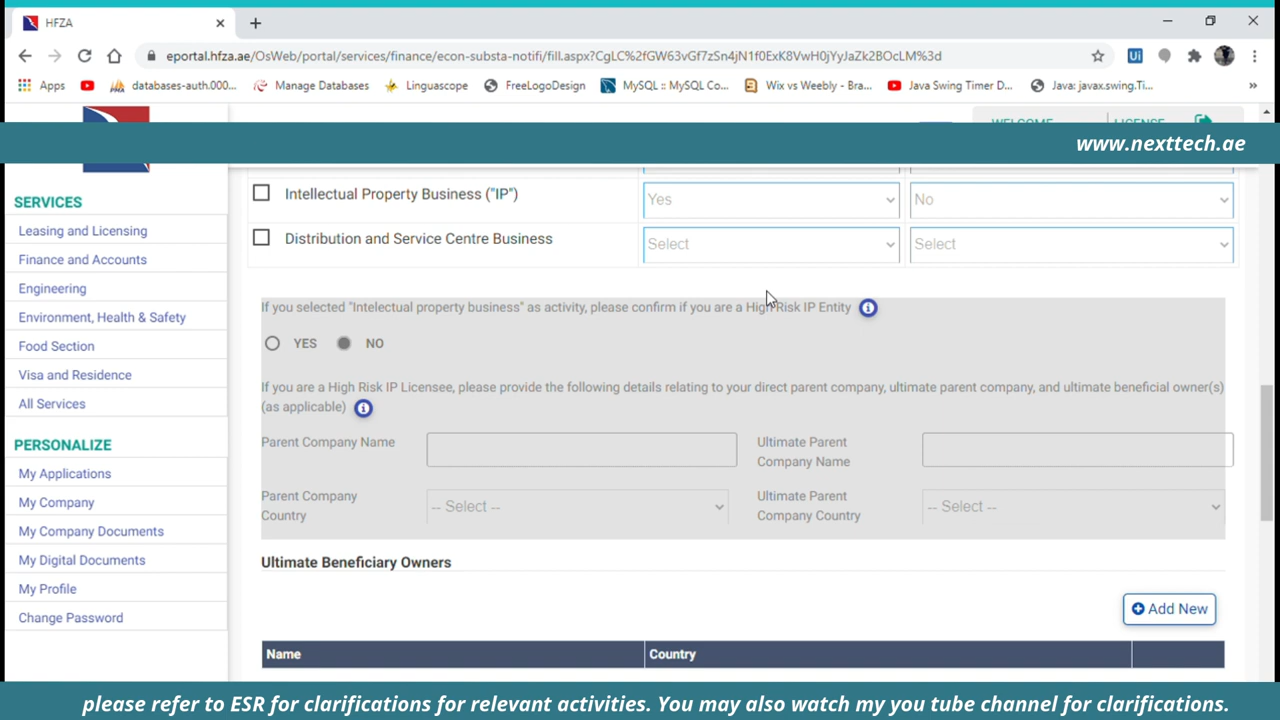 HFZA
eportal.hfza.ae/OsWeb/portal/services/finance/econ-substa-notifi/fill.aspx?CgLC%2fGW63vGf7zSn4jN1f0ExK8VwH0jYyJaZk2BOcLM%3d
Apps databases-auth.000... Manage Databases Linguascope FreeLogoDesign MySQL :: MySQL Co... Wix vs Weebly - Bra... Java Swing Timer D... Java: javax.swing.Ti... »
WELCOME LICENSE
www.nexttech.ae
SERVICES
Leasing and Licensing
Finance and Accounts
Engineering
Environment, Health & Safety
Food Section
Visa and Residence
All Services
PERSONALIZE
My Applications
My Company
My Company Documents
My Digital Documents
My Profile
Change Password
Intellectual Property Business ("IP") Yes No
Distribution and Service Centre Business Select Select
If you selected "Intelectual property business" as activity, please confirm if you are a High Risk IP Entity
YES NO
If you are a High Risk IP Licensee, please provide the following details relating to your direct parent company, ultimate parent company, and ultimate beneficial owner(s)
(as applicable)
Parent Company Name
Ultimate Parent
Company Name
Parent Company
Country
-- Select --
Ultimate Parent
Company Country
-- Select --
Ultimate Beneficiary Owners
Add New
Name Country
please refer to ESR for clarifications for relevant activities. You may also watch my you tube channel for clarifications.